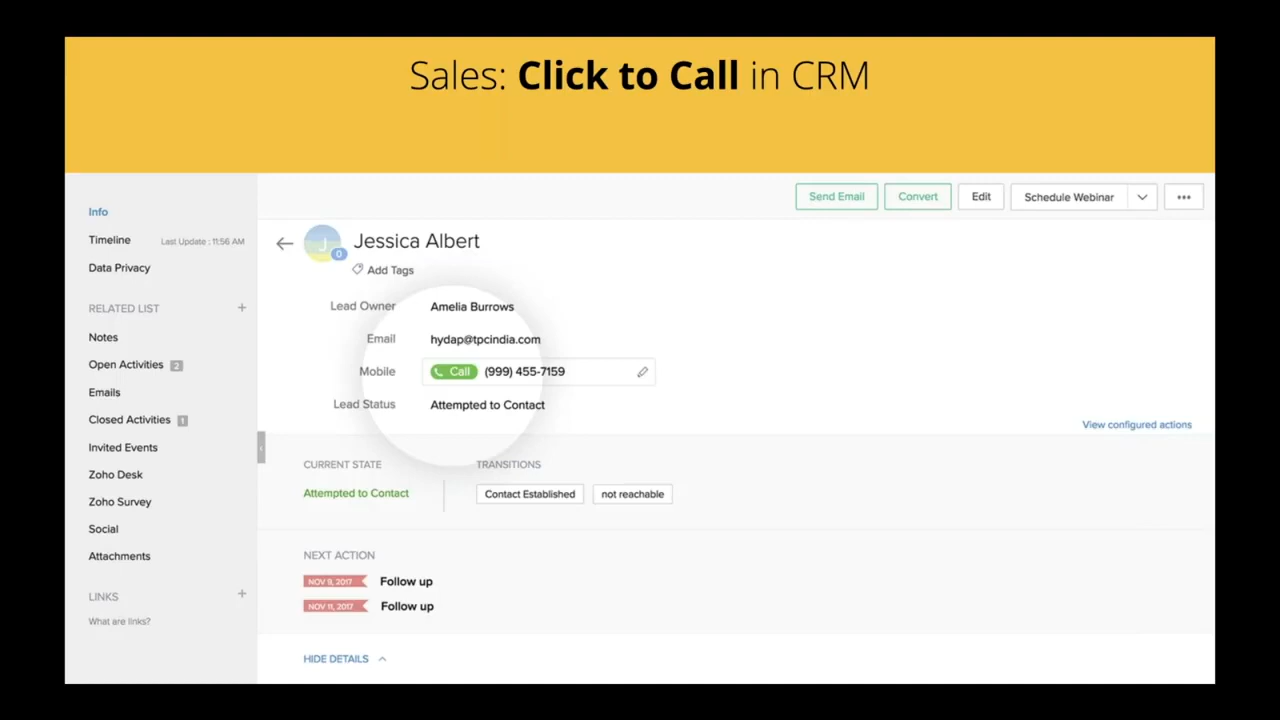 Sales: Click to Call in CRM
Send Email
Convert
Edit
Schedule Webinar
Info
Timeline Last Update : 11:56 AM
Data Privacy
RELATED LIST +
Notes
Open Activities 2
Emails
Closed Activities 1
Invited Events
Zoho Desk
Zoho Survey
Social
Attachments
LINKS +
What are links?
J
0
Jessica Albert
Add Tags
Lead Owner Amelia Burrows
Email hydap@tpcindia.com
Mobile Call (999) 455-7159
Lead Status Attempted to Contact
View configured actions
CURRENT STATE TRANSITIONS
Attempted to Contact Contact Established not reachable
NEXT ACTION
NOV 9, 2017 Follow up
NOV 11, 2017 Follow up
HIDE DETAILS